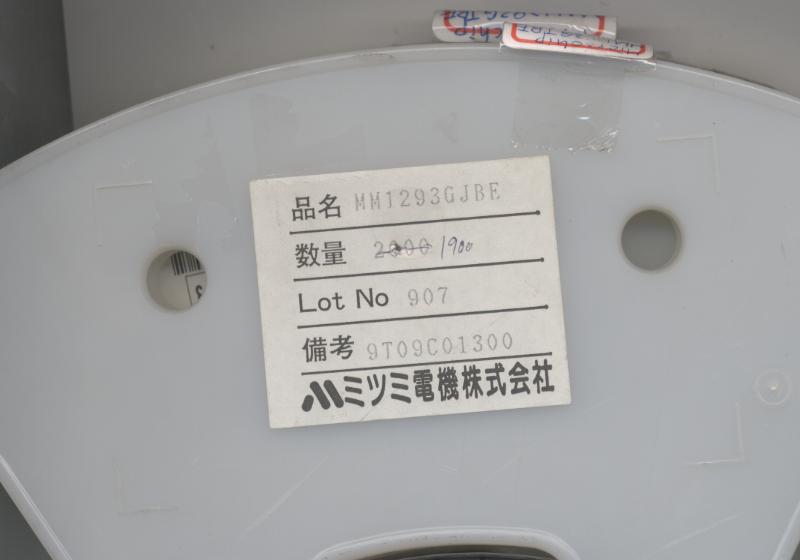 品名 MM1293GJBE
数量 2000 1900
Lot No 907
備考 9T09C01300
ミツミ電機株式会社